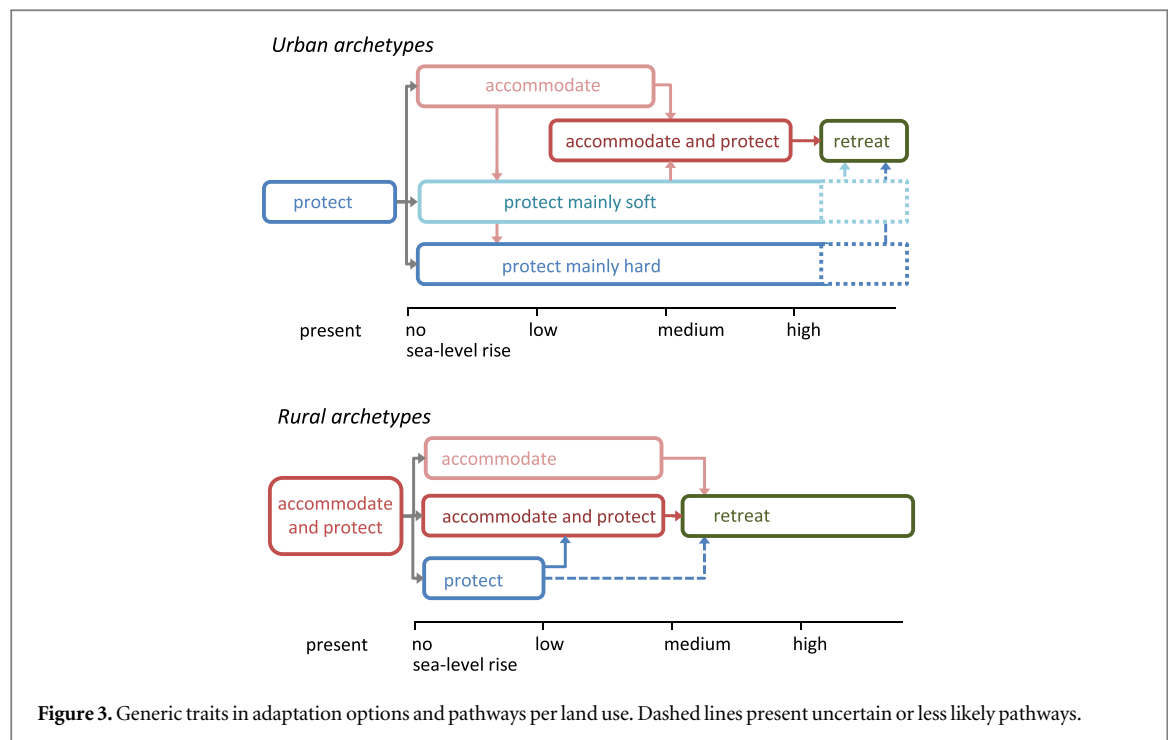 Urban archetypes
accommodate
accommodate and protect
retreat
protect
protect mainly soft
protect mainly hard
present
no
low
medium
high
sea-level rise
Rural archetypes
accommodate
accommodate
and protect
accommodate and protect
retreat
protect
present
no
low
medium
high
sea-level rise
Figure 3. Generic traits in adaptation options and pathways per land use. Dashed lines present uncertain or less likely pathways.